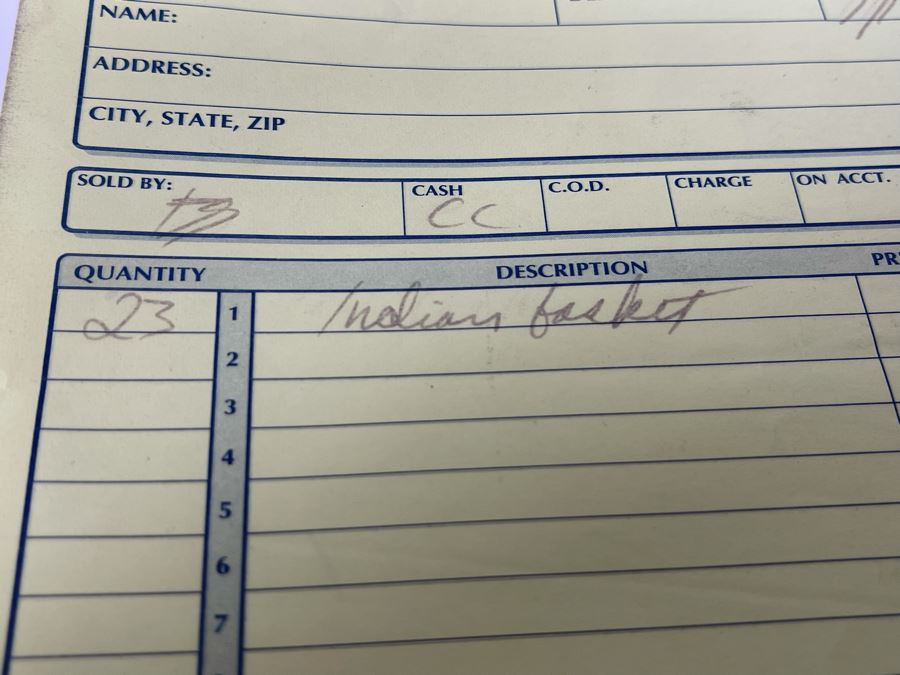 NAME:
ADDRESS:
CITY, STATE, ZIP
SOLD BY: CASH C.O.D. CHARGE ON ACCT.
CC
QUANTITY DESCRIPTION
23 1 Indian basket
2
3
4
5
6
7